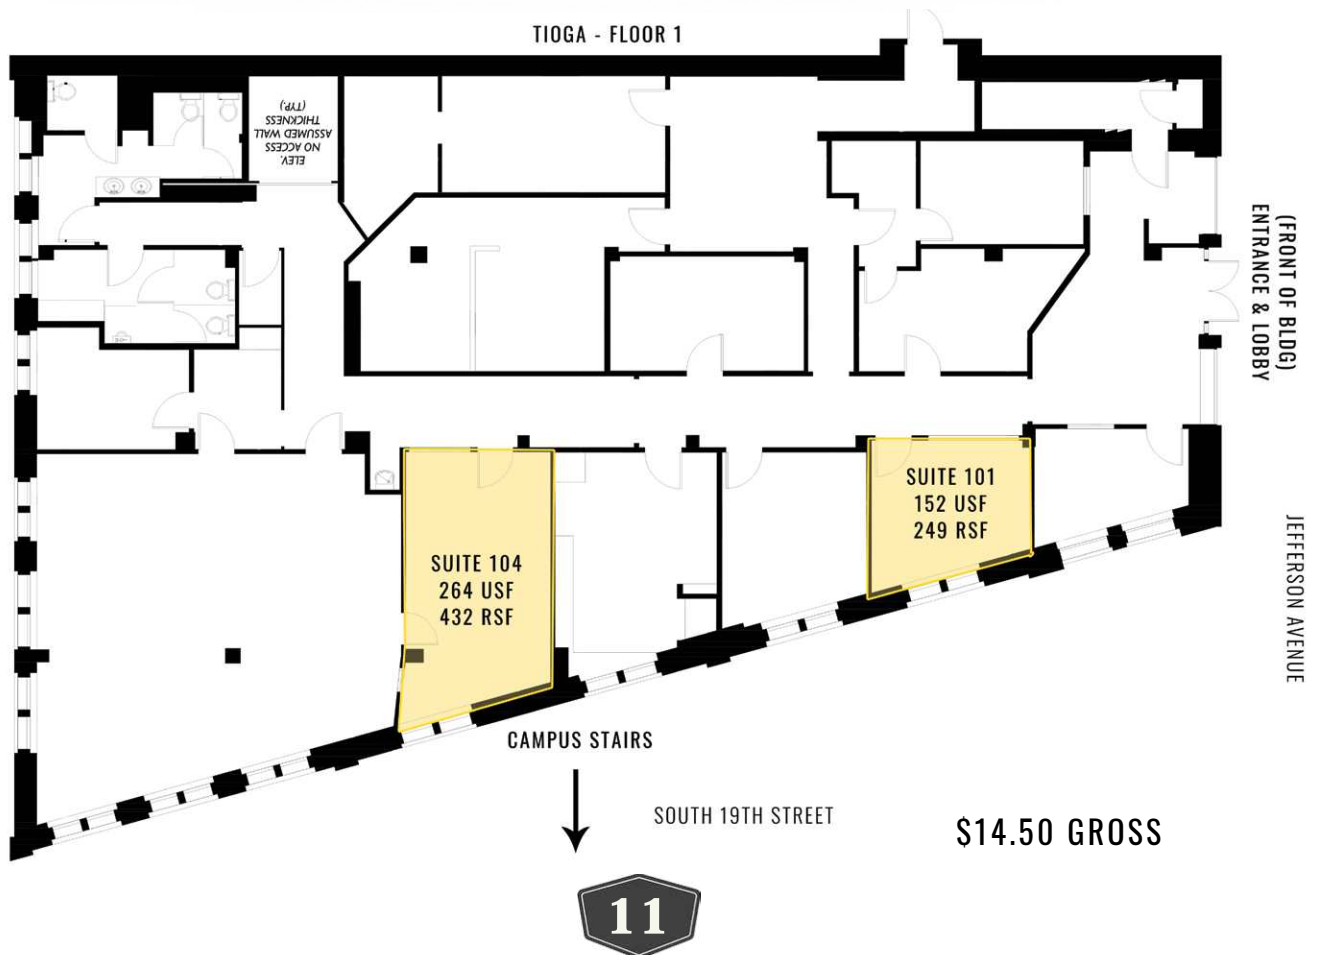 TIOGA - FLOOR 1
ELEV.
NO ACCESS
ASSUMED WALL
THICKNESS
(TYP.)
(FRONT OF BLDG)
ENTRANCE & LOBBY
SUITE 101
152 USF
249 RSF
SUITE 104
264 USF
432 RSF
JEFFERSON AVENUE
CAMPUS STAIRS
SOUTH 19TH STREET
$14.50 GROSS
11